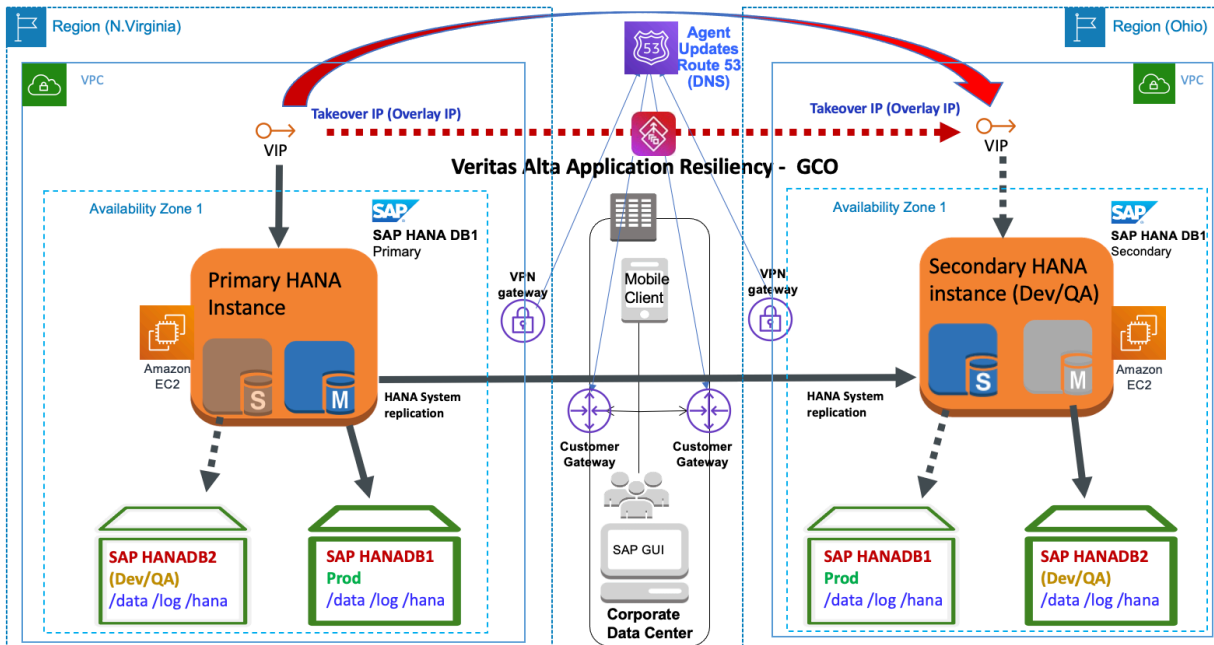 Region (N.Virginia)
VPC
Takeover IP (Overlay IP)
VIP
Availability Zone 1
SAP
SAP HANA DB1
Primary
Primary HANA
Instance
Amazon
EC2
S
M
HANA System
replication
SAP HANADB2
(Dev/QA)
/data /log /hana
SAP HANADB1
Prod
/data /log /hana
53
Agent
Updates
Route 53
(DNS)
Veritas Alta Application Resiliency - GCO
VPN
gateway
Mobile
Client
VPN
gateway
Customer
Gateway
Customer
Gateway
SAP GUI
Corporate
Data Center
Region (Ohio)
VPC
Takeover IP (Overlay IP)
VIP
Availability Zone 1
SAP
SAP HANA DB1
Secondary
Secondary HANA
instance (Dev/QA)
Amazon
EC2
S
M
HANA System
replication
SAP HANADB1
Prod
/data /log /hana
SAP HANADB2
(Dev/QA)
/data /log /hana